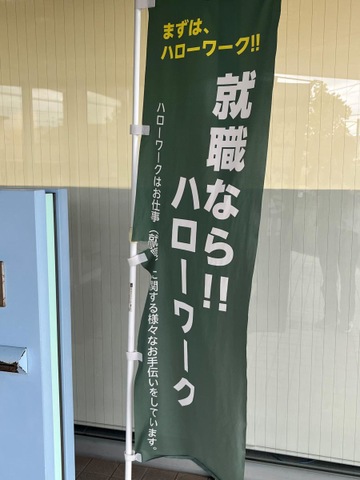 まずは、
ハローワーク!!
就職なら!!
ハローワーク
ハローワークはお仕事(就職)に関する様々なお手伝いをしています。